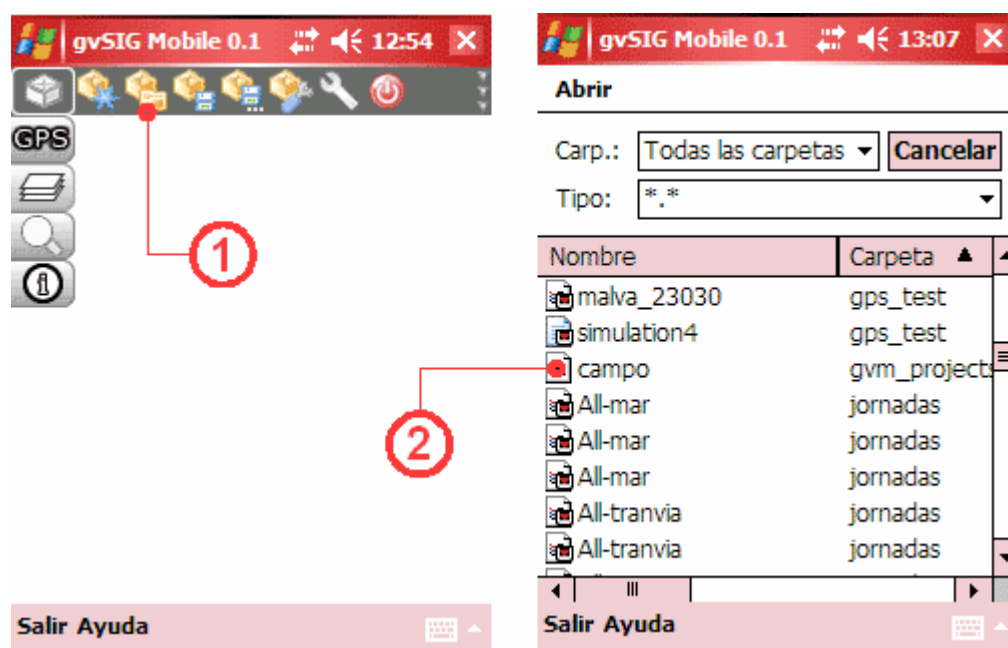 gvSIG Mobile 0.1 12:54
GPS
1
Salir Ayuda
gvSIG Mobile 0.1 13:07
Abrir
Carp.: Todas las carpetas Cancelar
Tipo: *.*
Nombre Carpeta
malva_23030 gps_test
simulation4 gps_test
campo gvm_projects
All-mar jornadas
All-mar jornadas
All-mar jornadas
All-tranvia jornadas
All-tranvia jornadas
2
Salir Ayuda